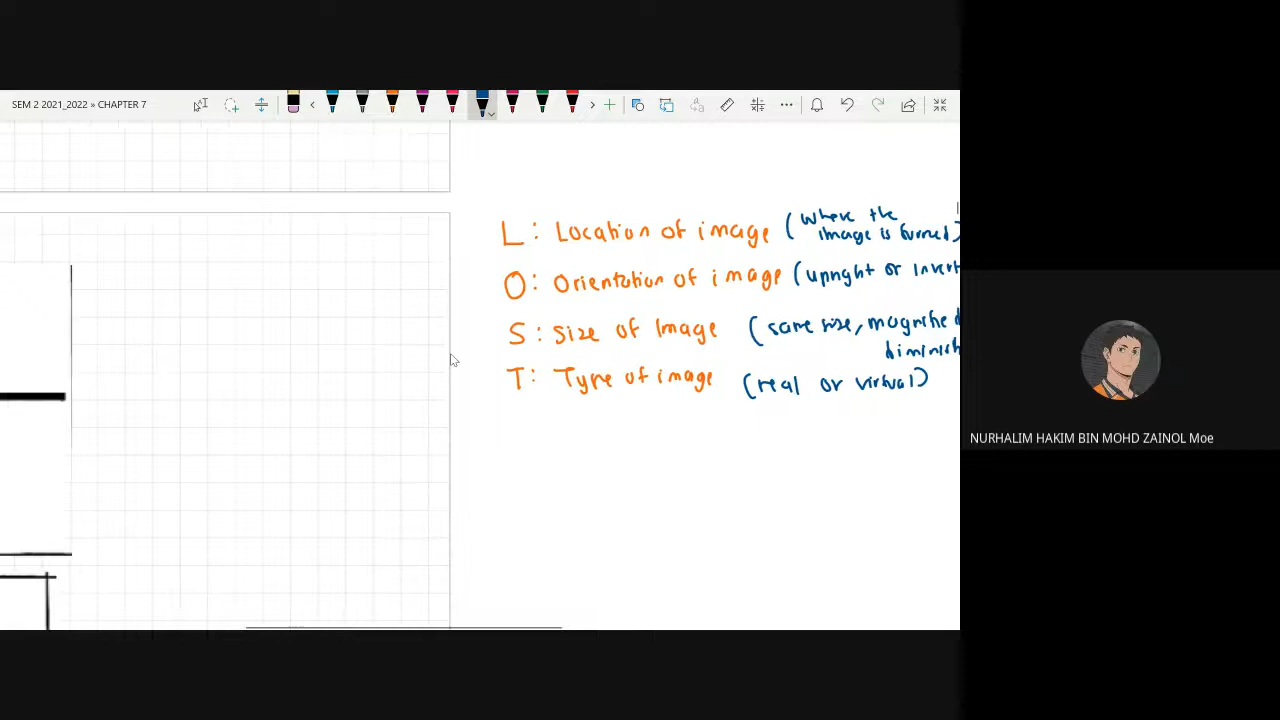 SEM 2 2021_2022 » CHAPTER 7
L: Location of image (where the
image is formed)
O: Orientation of image (upright or invert
S: Size of Image (same size, magnified
diminish
T: Type of image (real or virtual)
NURHALIM HAKIM BIN MOHD ZAINOL Moe